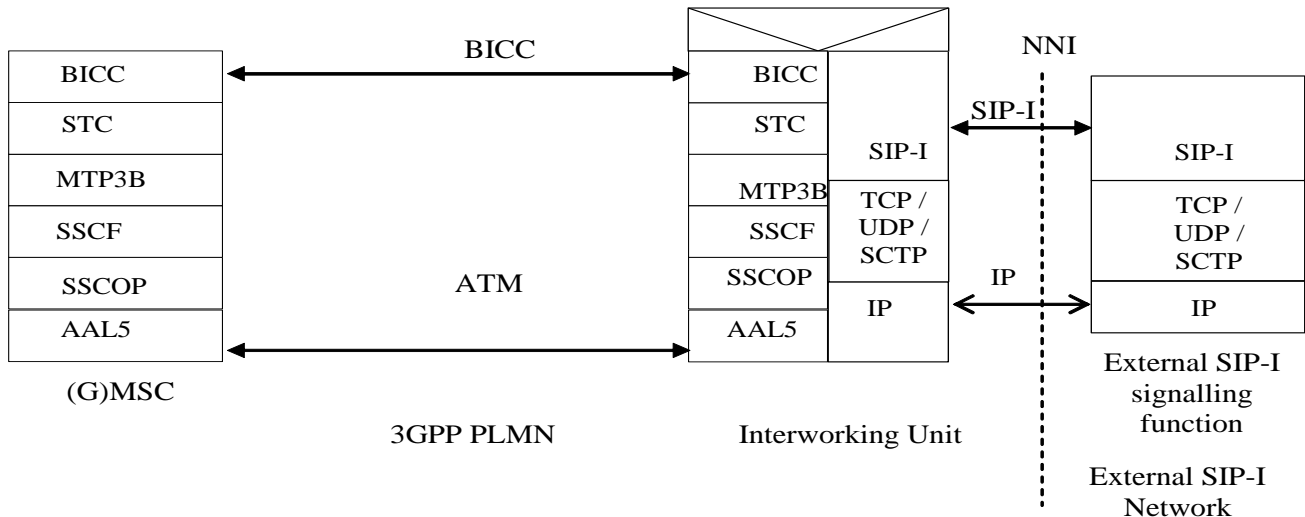 BICC
STC
MTP3B
SSCF
SSCOP
AAL5
(G)MSC
BICC
ATM
3GPP PLMN
BICC
STC
MTP3B
SSCF
SSCOP
AAL5
SIP-I
TCP /
UDP /
SCTP
IP
Interworking Unit
NNI
SIP-I
IP
SIP-I
TCP /
UDP /
SCTP
IP
External SIP-I
signalling
function
External SIP-I
Network